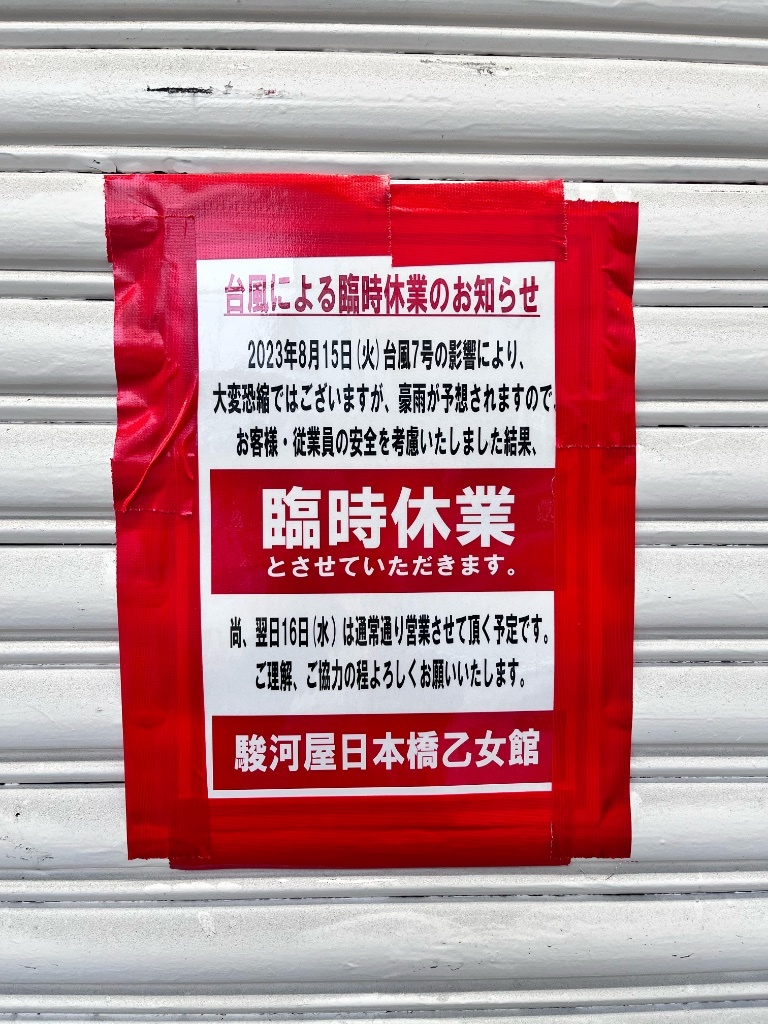 台風による臨時休業のお知らせ
2023年8月15日(火)台風7号の影響により、
大変恐縮ではございますが、豪雨が予想されますので、
お客様・従業員の安全を考慮いたしました結果、
臨時休業
とさせていただきます。
尚、翌日16日(水)は通常通り営業させて頂く予定です。
ご理解、ご協力の程よろしくお願いいたします。
駿河屋日本橋乙女館